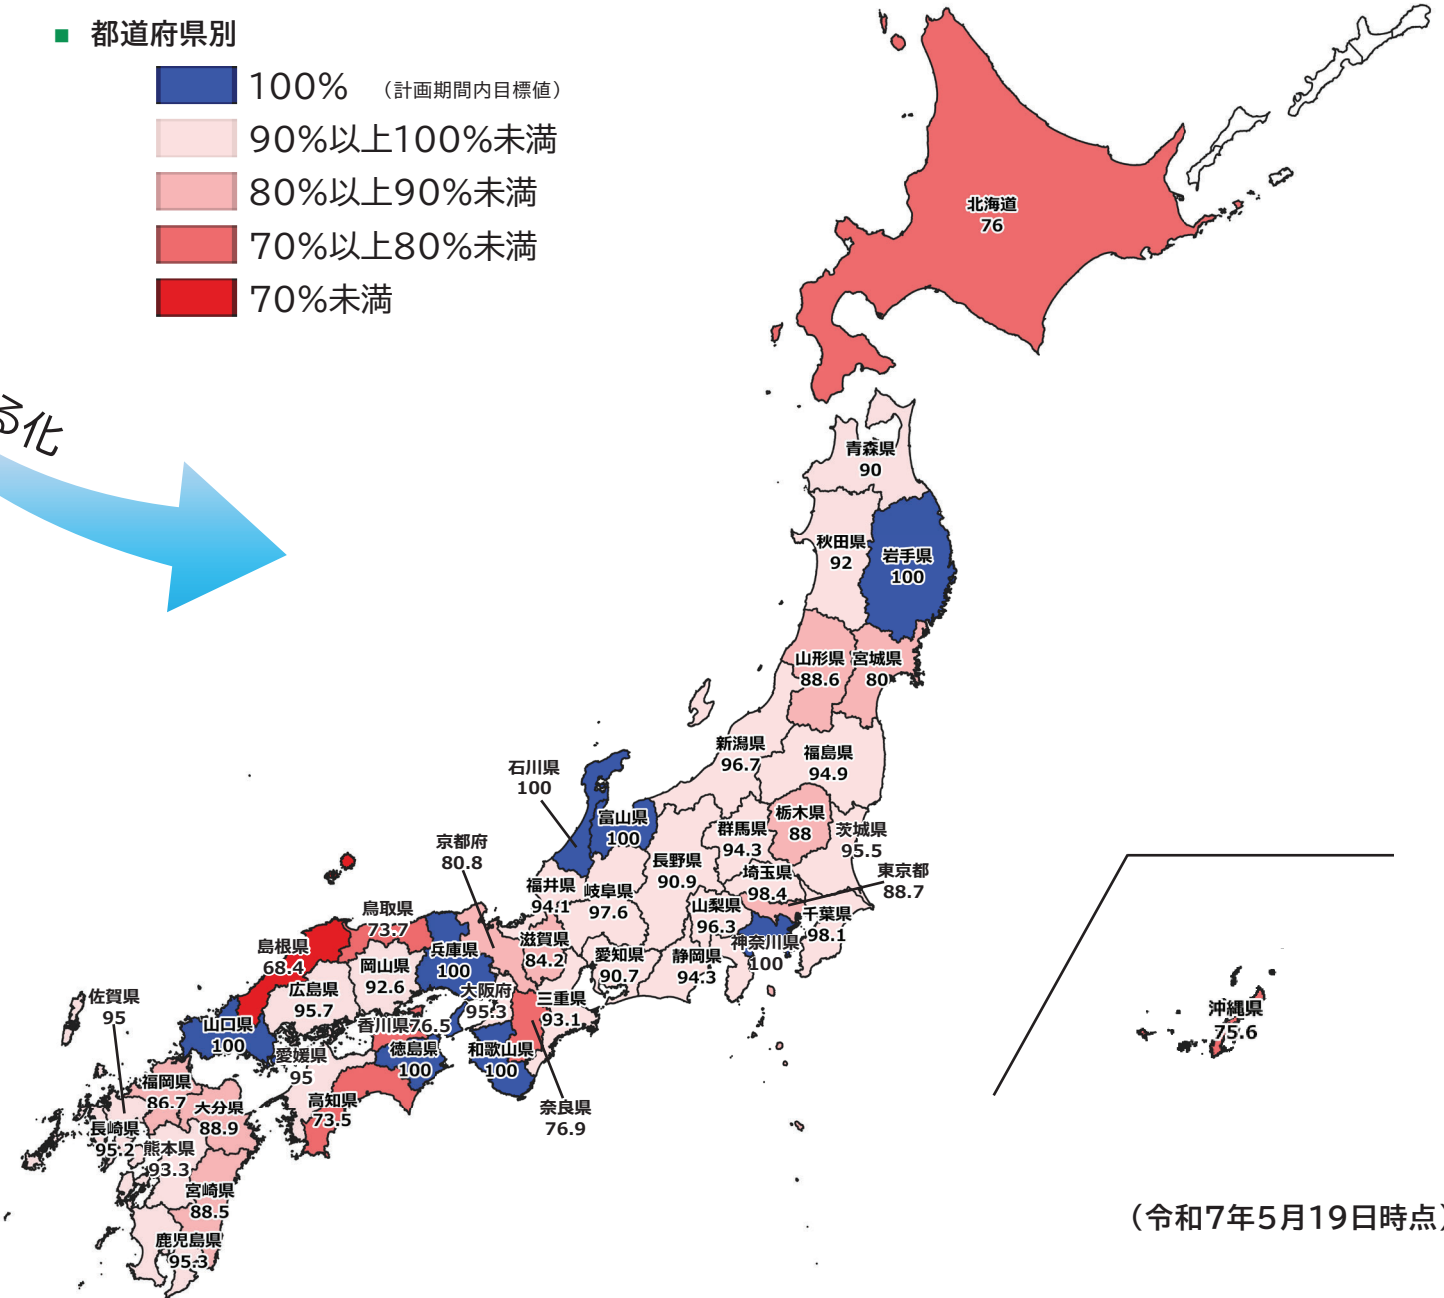 ■ 都道府県別
100% （計画期間内目標値）
90%以上100%未満
80%以上90%未満
70%以上80%未満
70%未満
る化
北海道
76
青森県
90
秋田県
92
岩手県
100
山形県
88.6
宮城県
80
新潟県
96.7
福島県
94.9
石川県
100
富山県
100
栃木県
88
群馬県
94.3
茨城県
95.5
京都府
80.8
長野県
90.9
埼玉県
98.4
東京都
88.7
福井県
94.1
岐阜県
97.6
山梨県
96.3
千葉県
98.1
鳥取県
73.7
島根県
68.4
兵庫県
100
滋賀県
84.2
愛知県
90.7
静岡県
94.3
神奈川県
100
岡山県
92.6
広島県
95.7
大阪府
95.3
三重県
93.1
佐賀県
95
山口県
100
香川県76.5
愛媛県
95
徳島県
100
和歌山県
100
高知県
73.5
奈良県
76.9
福岡県
86.7
大分県
88.9
長崎県
95.2
熊本県
93.3
宮崎県
88.5
鹿児島県
95.3
沖縄県
75.6
（令和7年5月19日時点）